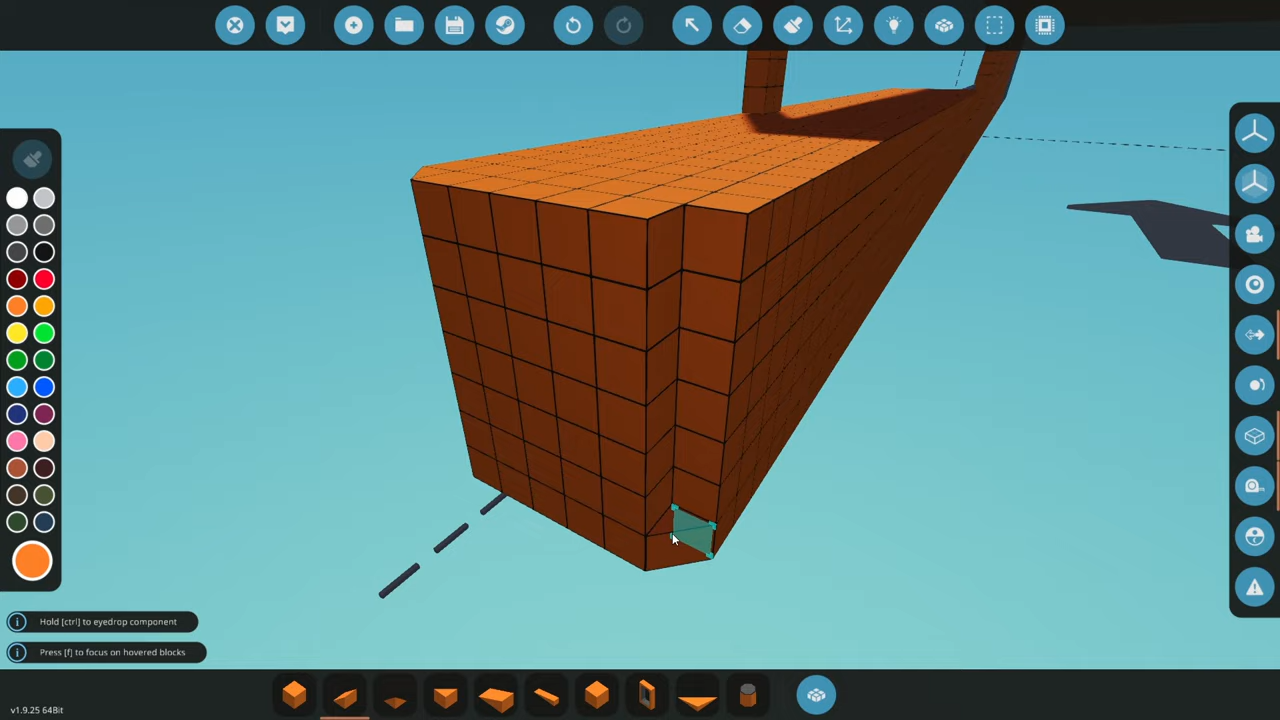 Hold [ctrl] to eyedrop component
Press [f] to focus on hovered blocks
v1.9.25 64Bit